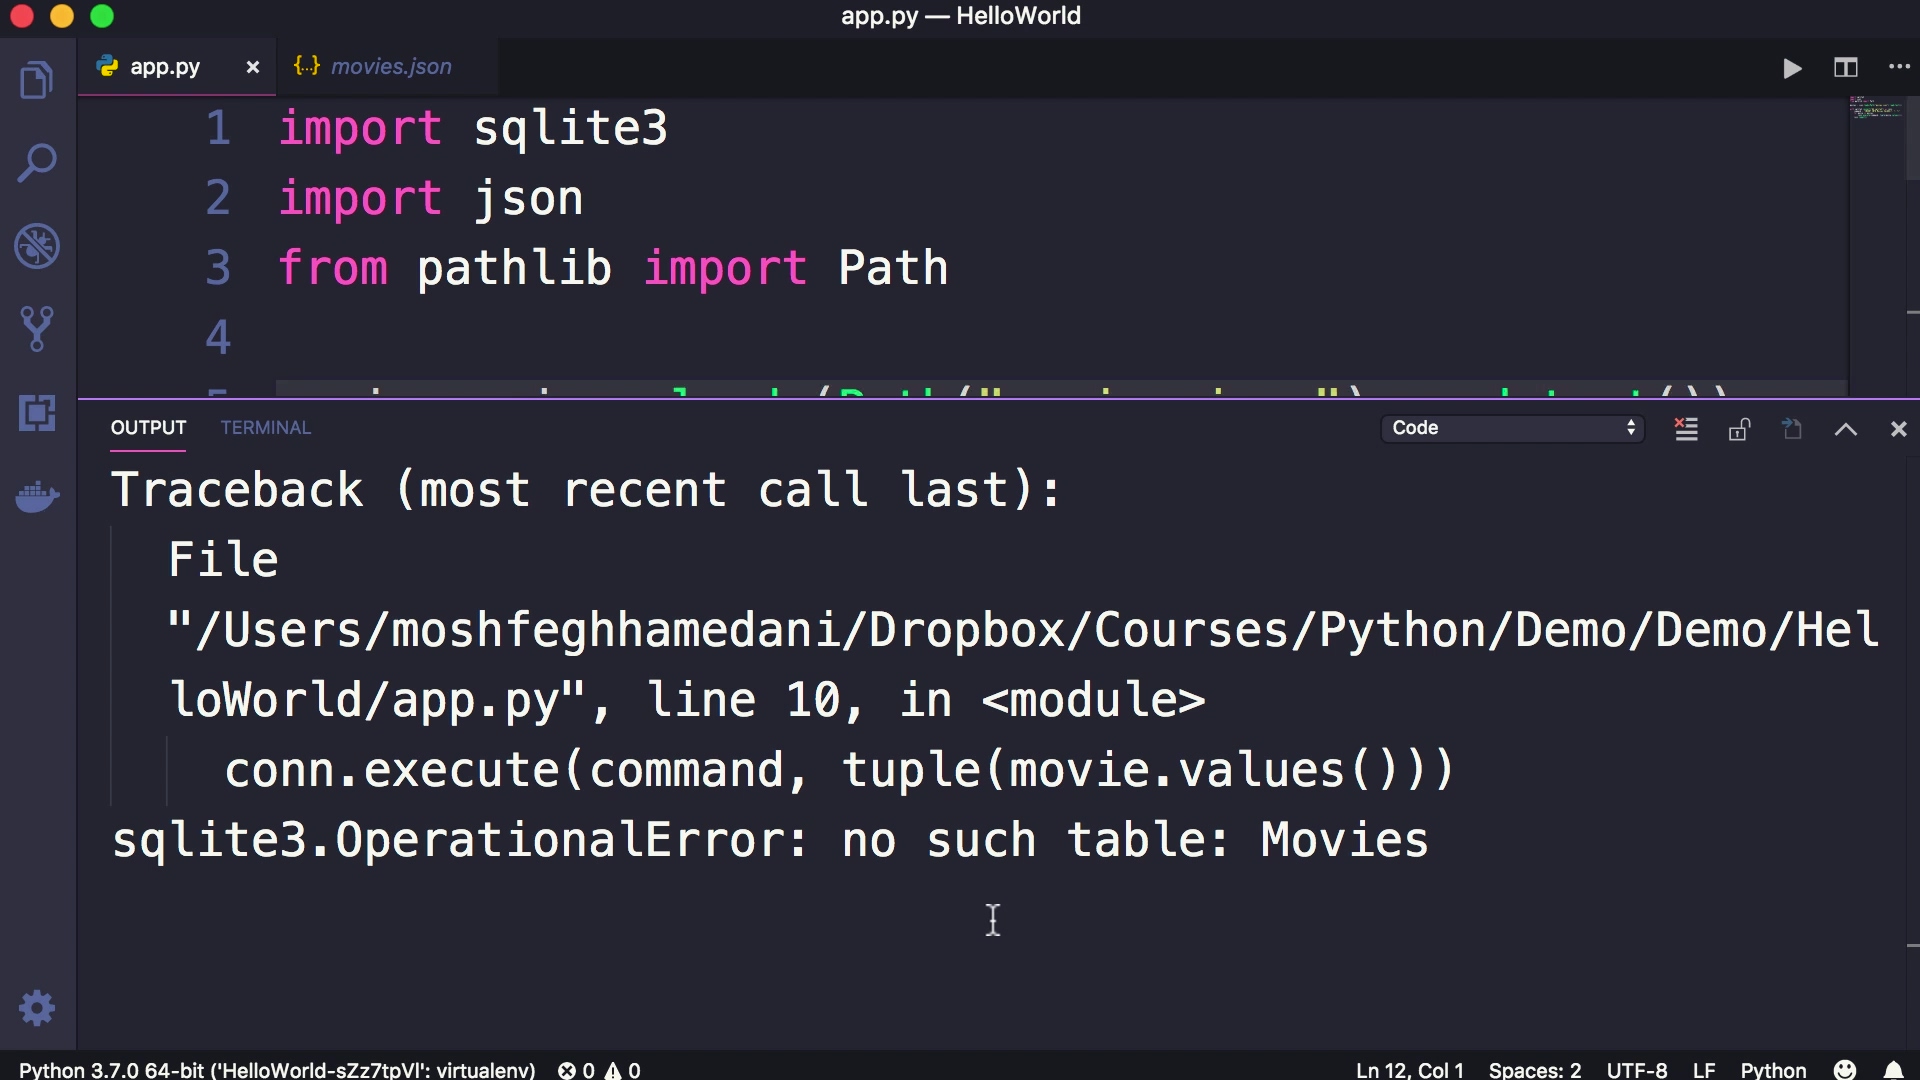 app.py — HelloWorld
app.py × {..} movies.json
1 import sqlite3
2 import json
3 from pathlib import Path
4
OUTPUT TERMINAL Code
Traceback (most recent call last):
File
"/Users/moshfeghhamedani/Dropbox/Courses/Python/Demo/Demo/Hel
loWorld/app.py", line 10, in <module>
conn.execute(command, tuple(movie.values()))
sqlite3.OperationalError: no such table: Movies
Python 3.7.0 64-bit ('HelloWorld-sZz7tpVl': virtualenv) 0 0 Ln 12, Col 1 Spaces: 2 UTF-8 LF Python